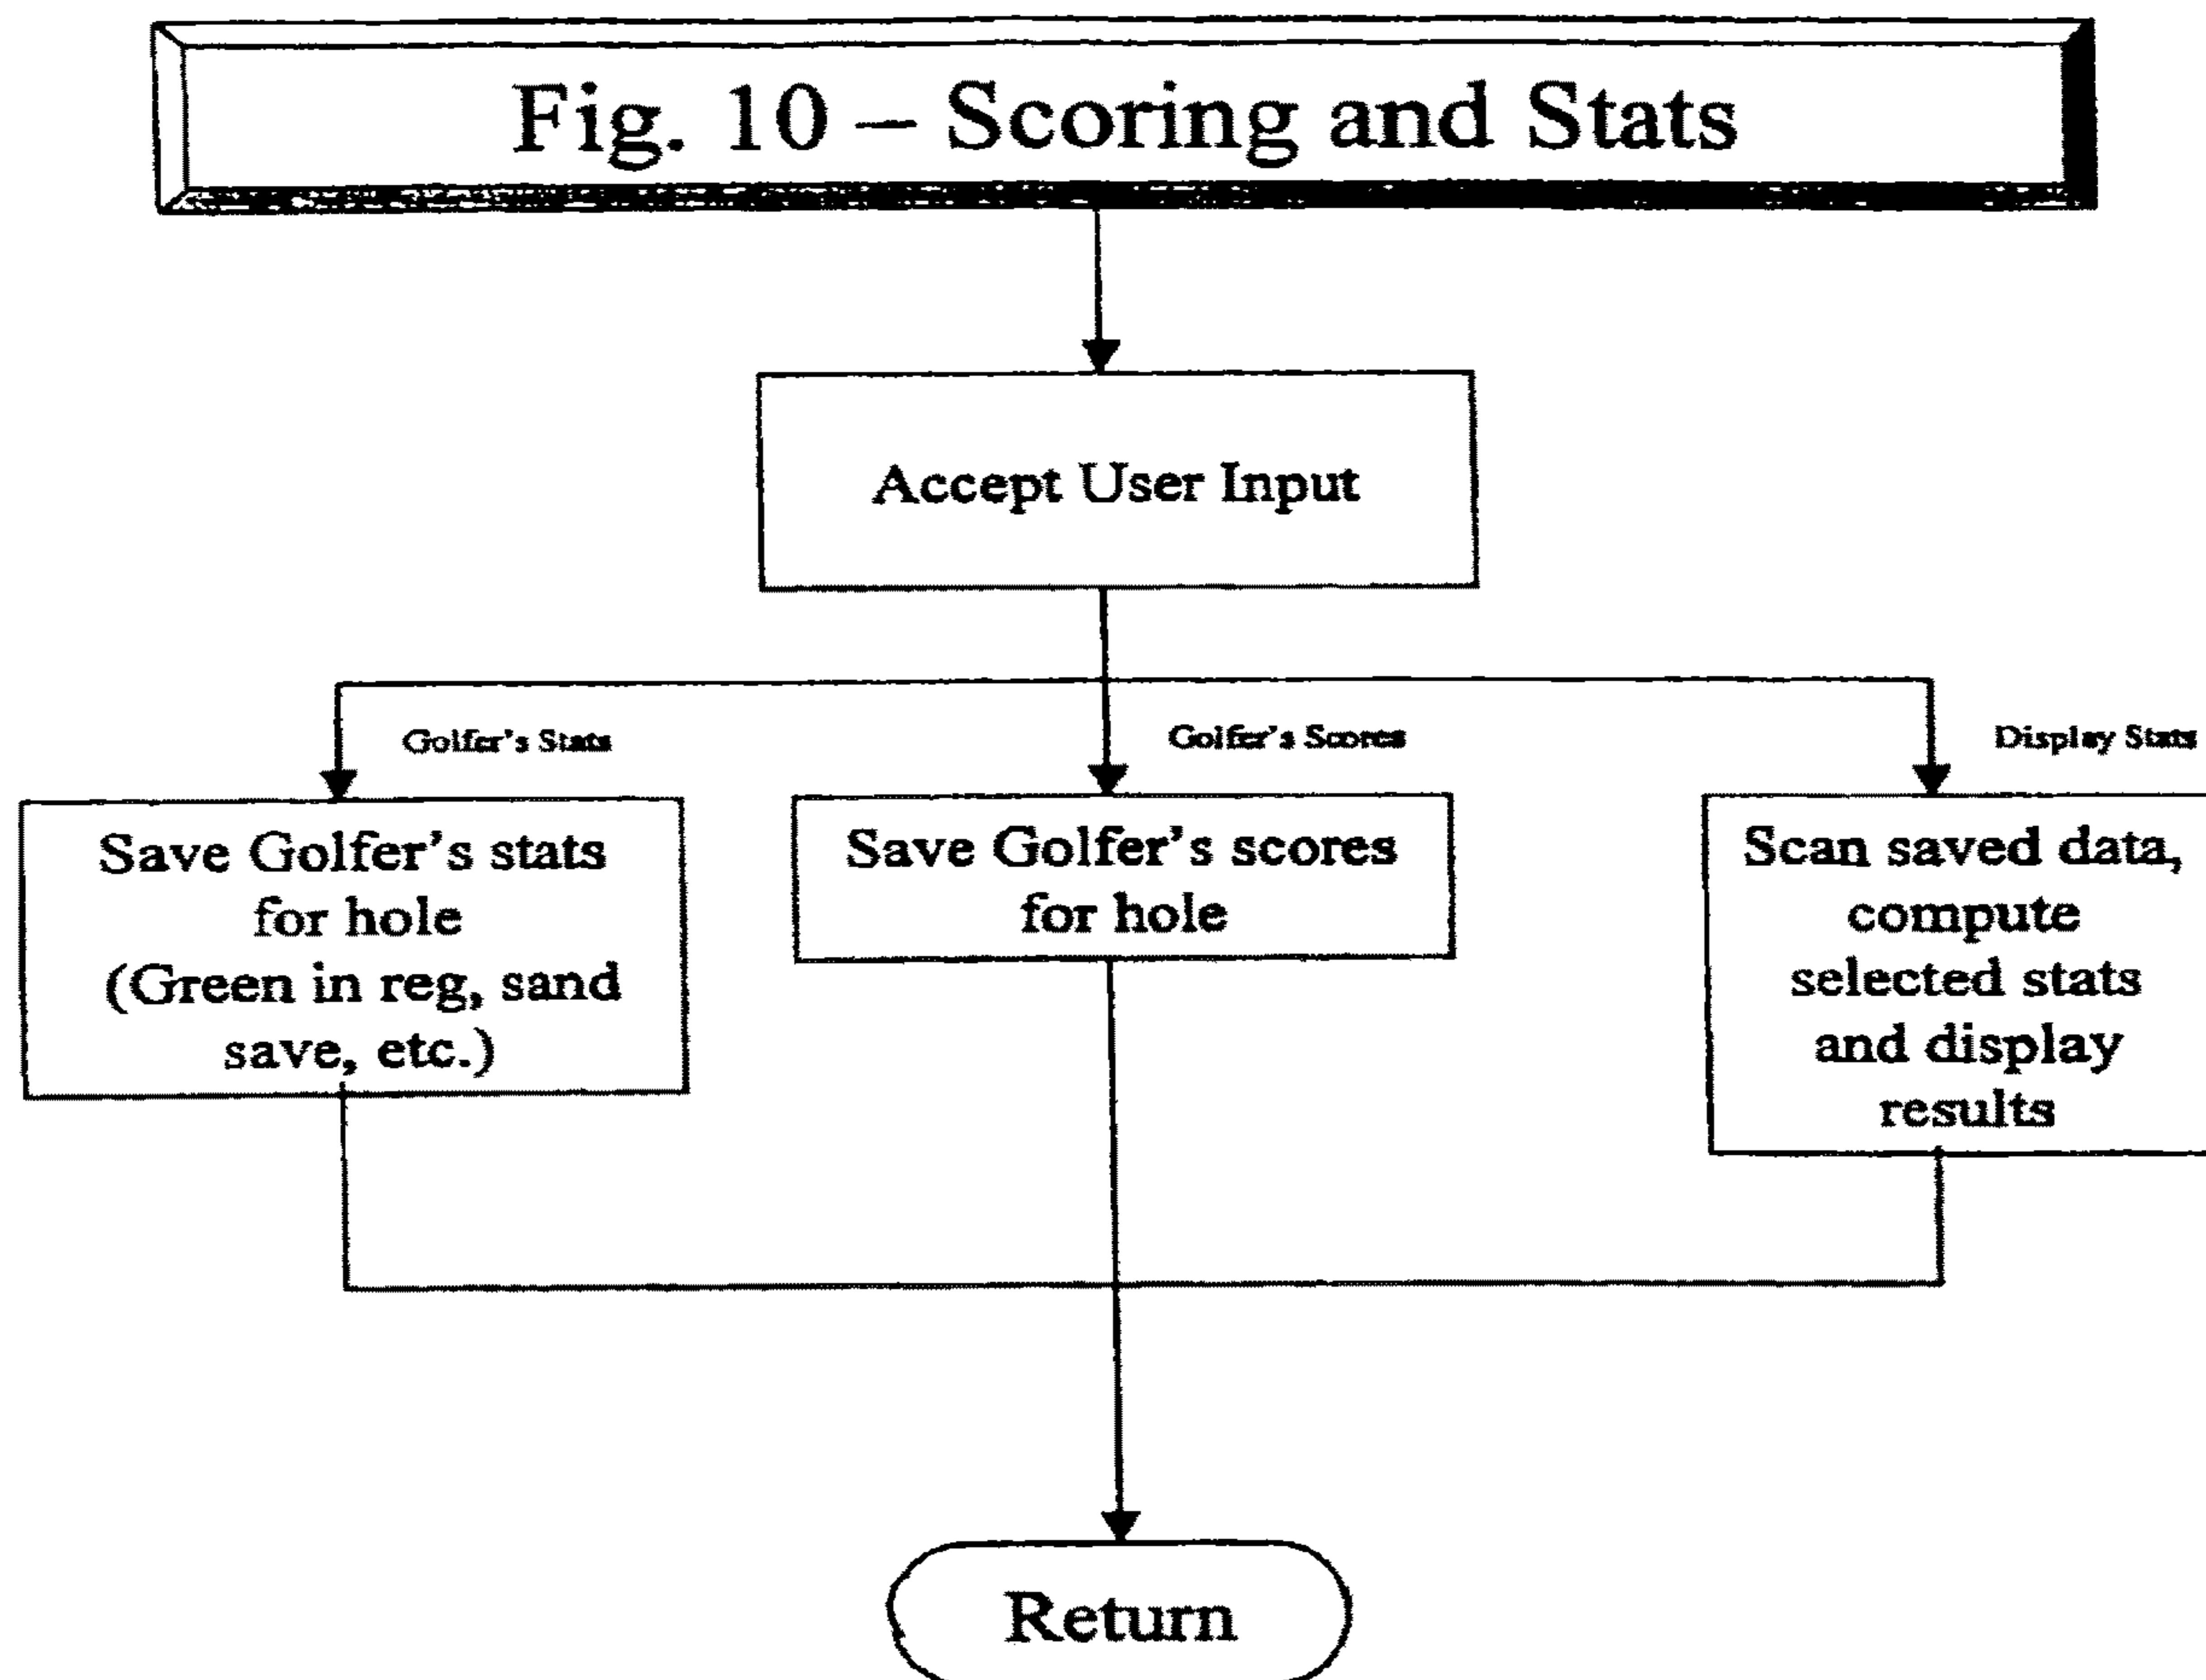 Fig. 10 – Scoring and Stats
Accept User Input
Golfer's Stats
Golfer's Scores
Display Stats
Save Golfer's stats
for hole
(Green in reg, sand
save, etc.)
Save Golfer's scores
for hole
Scan saved data,
compute
selected stats
and display
results
Return